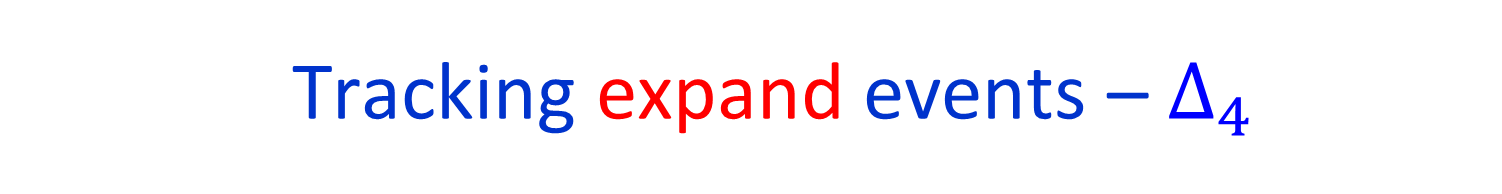 Tracking expand events – Δ₄